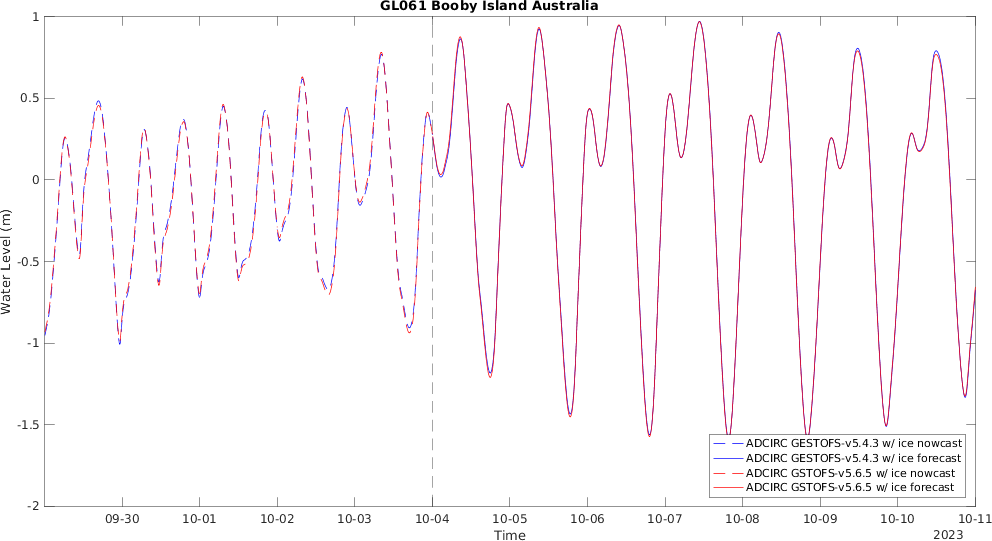 GL061 Booby Island Australia
Water Level (m)
1
0.5
0
-0.5
-1
-1.5
-2
ADCIRC GESTOFS-v5.4.3 w/ ice nowcast
ADCIRC GESTOFS-v5.4.3 w/ ice forecast
ADCIRC GSTOFS-v5.6.5 w/ ice nowcast
ADCIRC GSTOFS-v5.6.5 w/ ice forecast
09-30 10-01 10-02 10-03 10-04 10-05 10-06 10-07 10-08 10-09 10-10 10-11
Time
2023